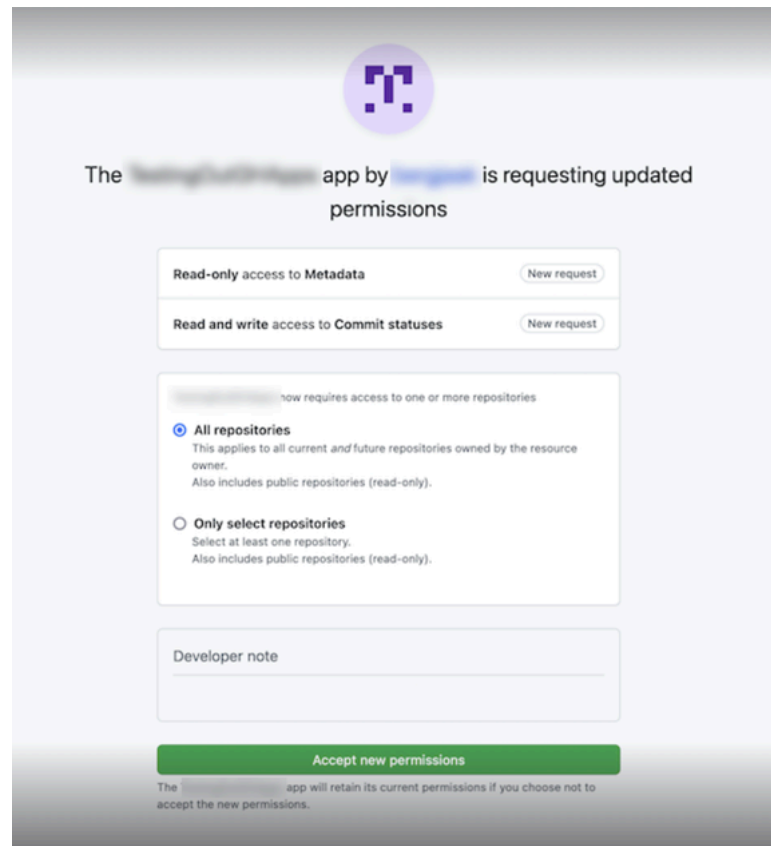 The app by is requesting updated
permissions
Read-only access to Metadata
New request
Read and write access to Commit statuses
New request
now requires access to one or more repositories
All repositories
This applies to all current and future repositories owned by the resource
owner.
Also includes public repositories (read-only).
Only select repositories
Select at least one repository.
Also includes public repositories (read-only).
Developer note
Accept new permissions
The app will retain its current permissions if you choose not to
accept the new permissions.